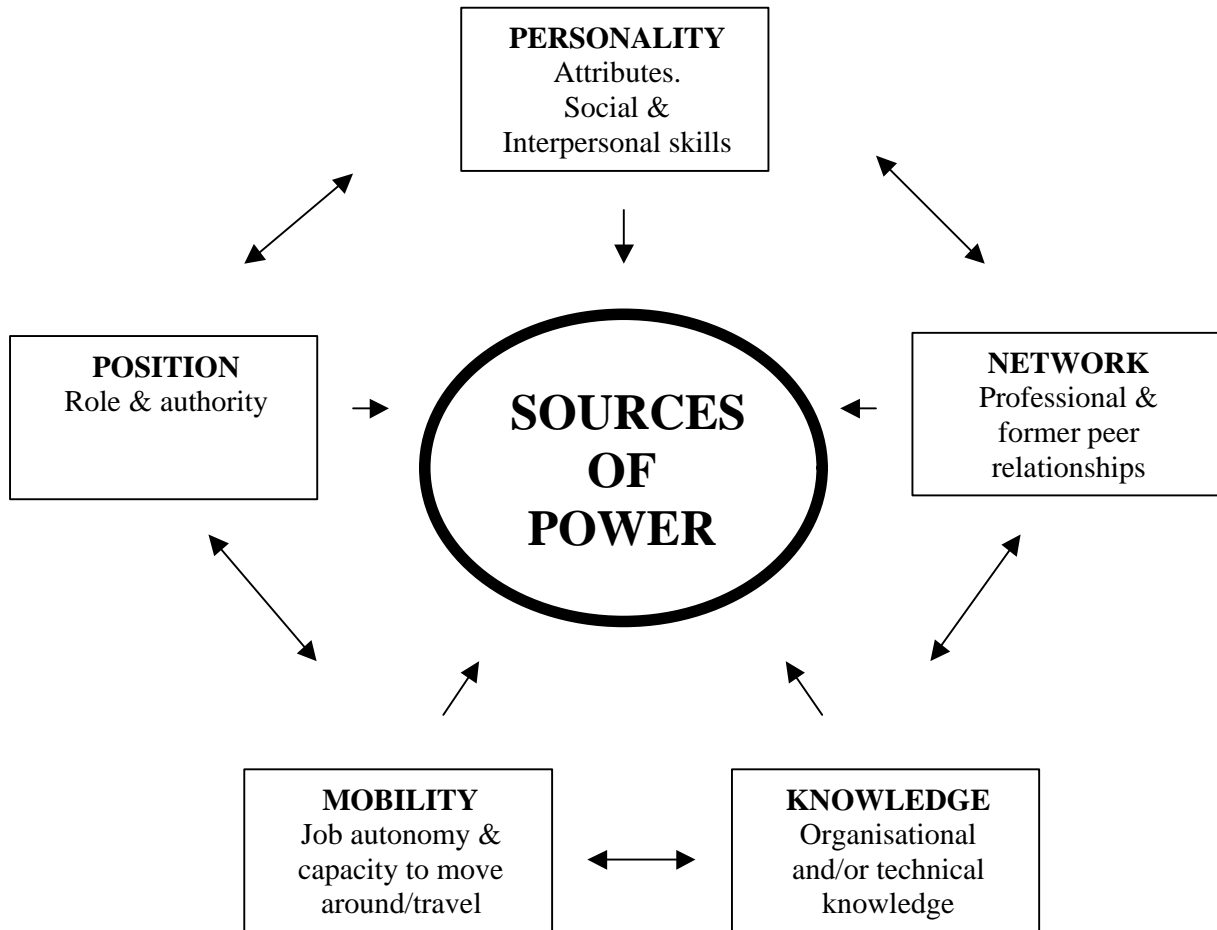 PERSONALITY
Attributes.
Social &
Interpersonal skills
POSITION
Role & authority
SOURCES
OF
POWER
NETWORK
Professional &
former peer
relationships
MOBILITY
Job autonomy &
capacity to move
around/travel
KNOWLEDGE
Organisational
and/or technical
knowledge